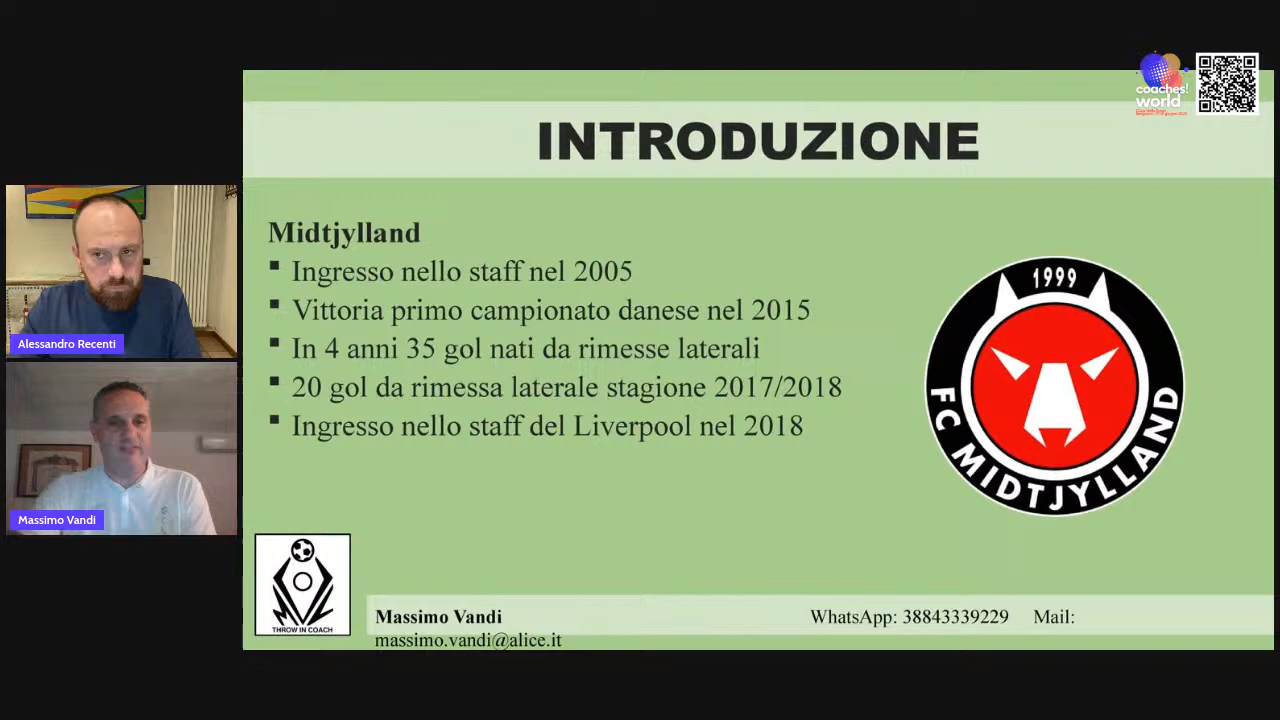 coaches!
world
INTRODUZIONE
Midtjylland
▪ Ingresso nello staff nel 2005
▪ Vittoria primo campionato danese nel 2015
▪ In 4 anni 35 gol nati da rimesse laterali
▪ 20 gol da rimessa laterale stagione 2017/2018
▪ Ingresso nello staff del Liverpool nel 2018
1999
FC MIDTJYLLAND
Alessandro Recenti
Massimo Vandi
THROW IN COACH
Massimo Vandi WhatsApp: 38843339229 Mail:
massimo.vandi@alice.it